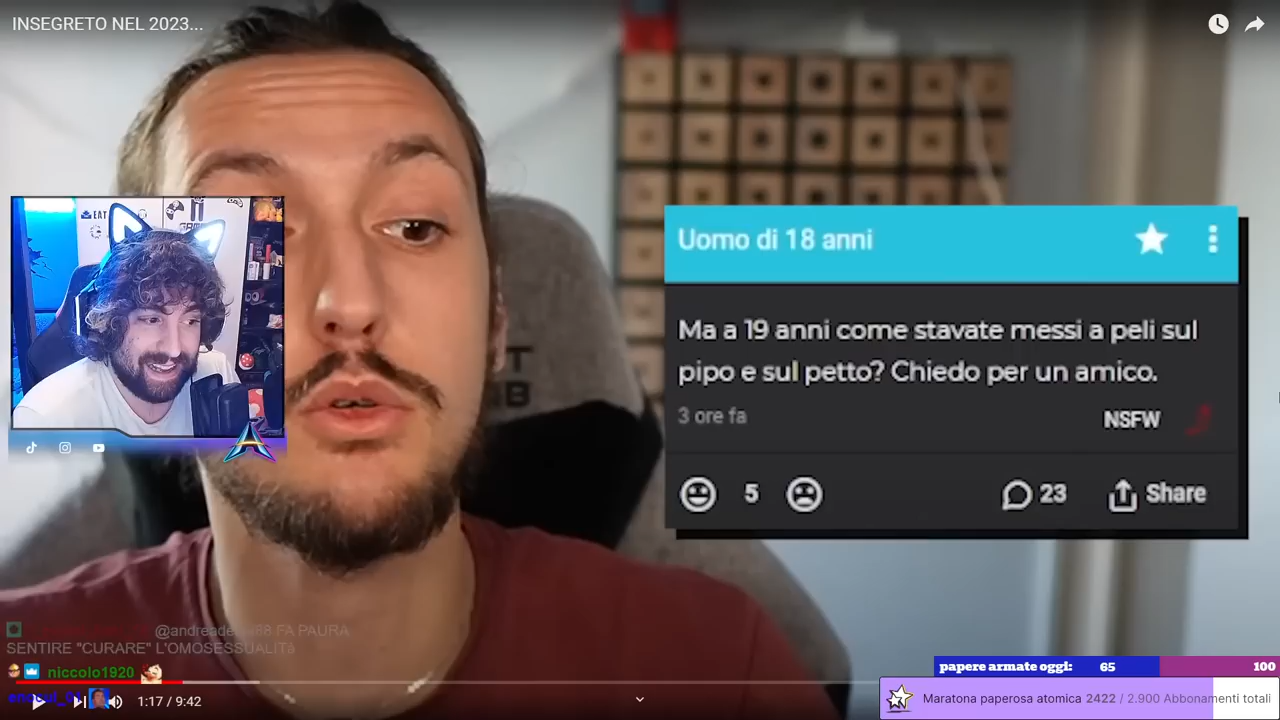 INSEGRETO NEL 2023...
EAT
Uomo di 18 anni
Ma a 19 anni come stavate messi a peli sul
pipo e sul petto? Chiedo per un amico.
3 ore fa
NSFW
5
23
Share
FA PAURA
SENTIRE "CURARE" L'OMOSESSUALITà
niccolo1920
1:17 / 9:42
papere armate oggi: 65 100
Maratona paperosa atomica 2422 / 2.900 Abbonamenti totali